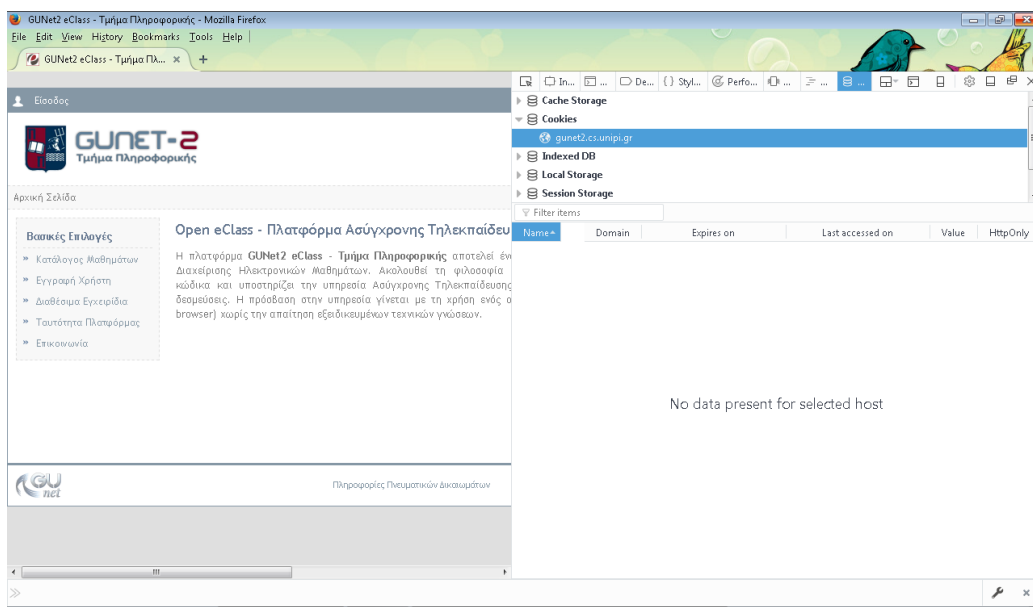 GUNet2 eClass - Τμήμα Πληροφορικής - Mozilla Firefox
File Edit View History Bookmarks Tools Help
GUNet2 eClass - Τμήμα Πλ... × +
In... ... De... {} Styl... Perfo... ... ... ...
Είσοδος
GUNET-2
Τμήμα Πληροφορικής
Αρχική Σελίδα
Βασικές Επιλογές
» Κατάλογος Μαθημάτων
» Εγγραφή Χρήστη
» Διαθέσιμα Εγχειρίδια
» Ταυτότητα Πλατφόρμας
» Επικοινωνία
Open eClass - Πλατφόρμα Ασύγχρονης Τηλεκπαίδευ
Η πλατφόρμα GUNet2 eClass - Τμήμα Πληροφορικής αποτελεί έν
Διαχείρισης Ηλεκτρονικών Μαθημάτων. Ακολουθεί τη φιλοσοφία
κώδικα και υποστηρίζει την υπηρεσία Ασύγχρονης Τηλεκπαίδευσης
δεσμεύσεις. Η πρόσβαση στην υπηρεσία γίνεται με τη χρήση ενός α
browser) χωρίς την απαίτηση εξειδικευμένων τεχνικών γνώσεων.
GU
net
Πληροφορίες Πνευματικών Δικαιωμάτων
Cache Storage
Cookies
gunet2.cs.unipi.gr
Indexed DB
Local Storage
Session Storage
Filter items
Name Domain Expires on Last accessed on Value HttpOnly
No data present for selected host